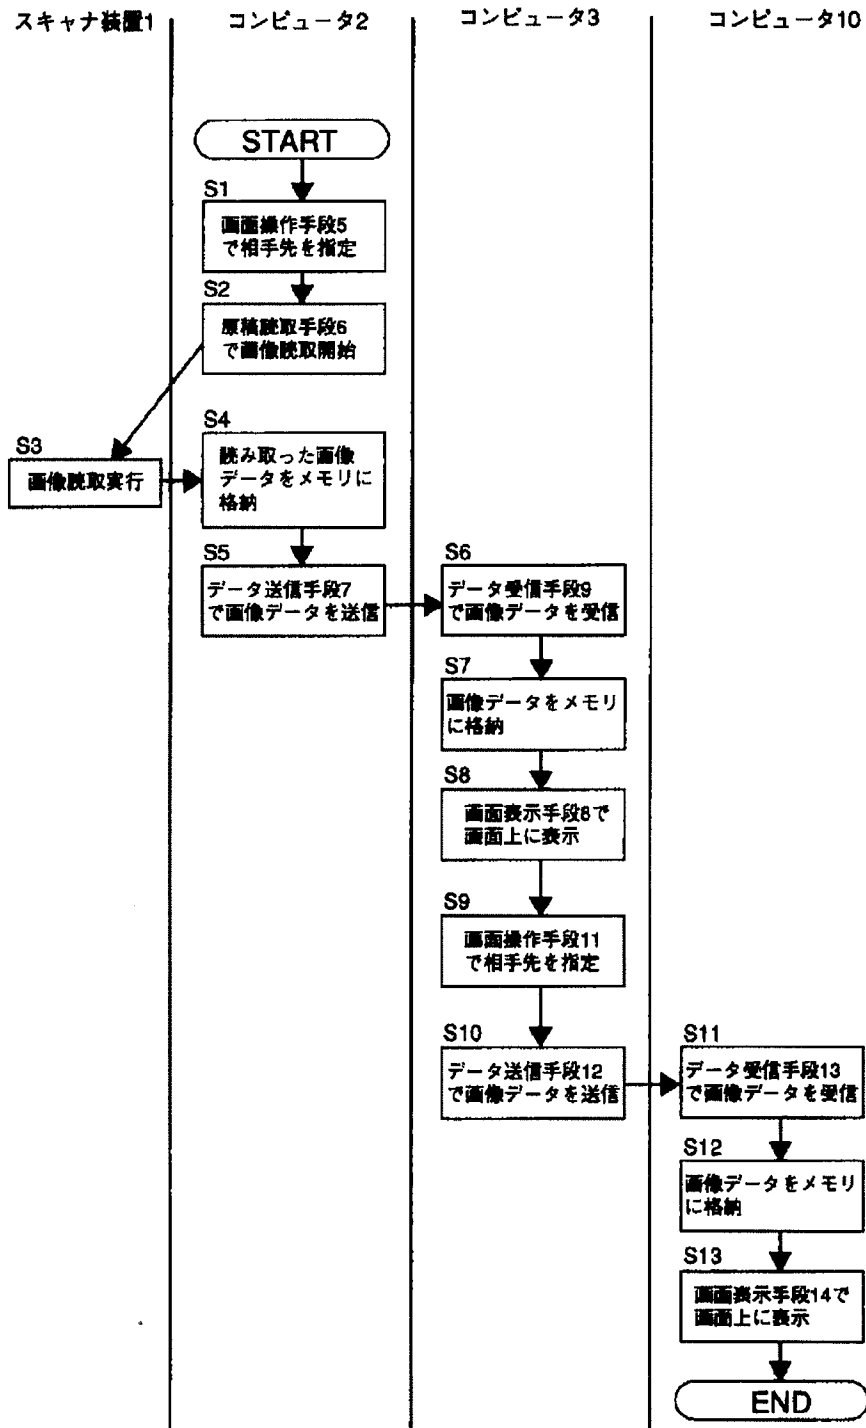 スキャナ装置1
コンピュータ2
コンピュータ3
コンピュータ10
START
S1
画面操作手段5
で相手先を指定
S2
原稿読取手段6
で画像読取開始
S3
画像読取実行
S4
読み取った画像
データをメモリに
格納
S5
データ送信手段7
で画像データを送信
S6
データ受信手段9
で画像データを受信
S7
画像データをメモリ
に格納
S8
画面表示手段8で
画面上に表示
S9
画面操作手段11
で相手先を指定
S10
データ送信手段12
で画像データを送信
S11
データ受信手段13
で画像データを受信
S12
画像データをメモリ
に格納
S13
画面表示手段14で
画面上に表示
END